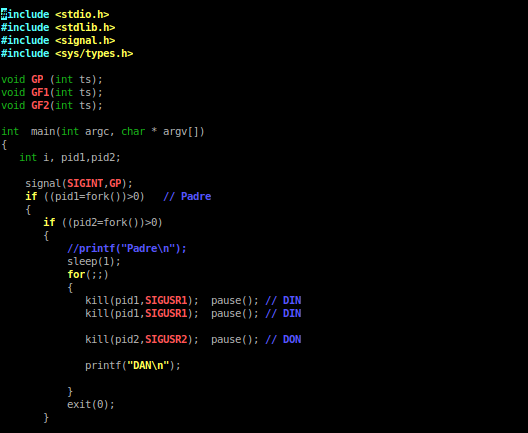 #include <stdio.h>
#include <stdlib.h>
#include <signal.h>
#include <sys/types.h>

void GP (int ts);
void GF1(int ts);
void GF2(int ts);

int  main(int argc, char * argv[])
{
   int i, pid1,pid2;

    signal(SIGINT,GP);
    if ((pid1=fork())>0)   // Padre
    {
       if ((pid2=fork())>0)
       {
           //printf("Padre\n");
           sleep(1);
           for(;;)
           {
              kill(pid1,SIGUSR1);  pause(); // DIN
              kill(pid1,SIGUSR1);  pause(); // DIN

              kill(pid2,SIGUSR2);  pause(); // DON

              printf("DAN\n");

           }
           exit(0);
       }